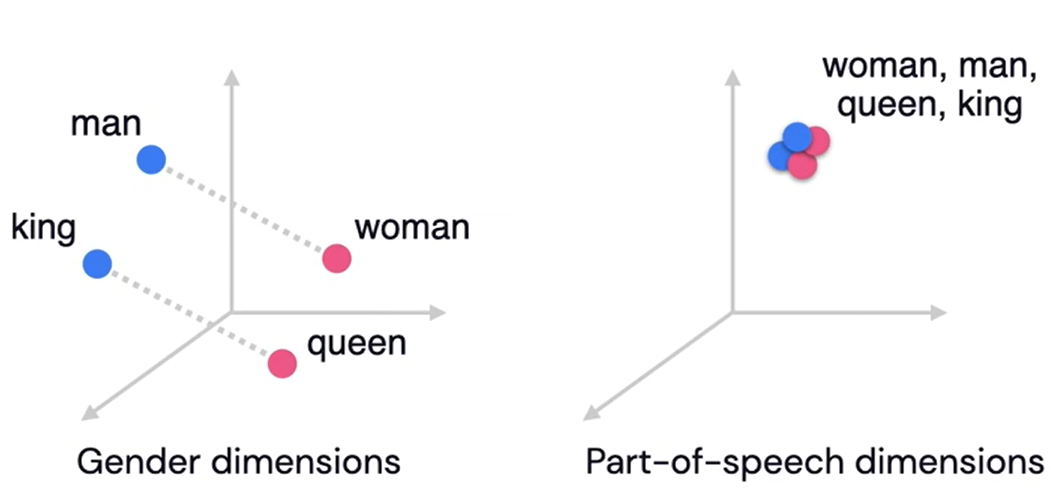 man
king
woman
queen
Gender dimensions
woman, man,
queen, king
Part-of-speech dimensions